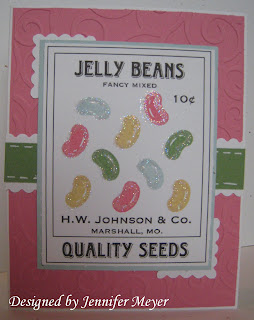 JELLY BEANS
FANCY MIXED
10¢
H.W. JOHNSON & CO.
MARSHALL, MO.
QUALITY SEEDS
Designed by Jennifer Meyer